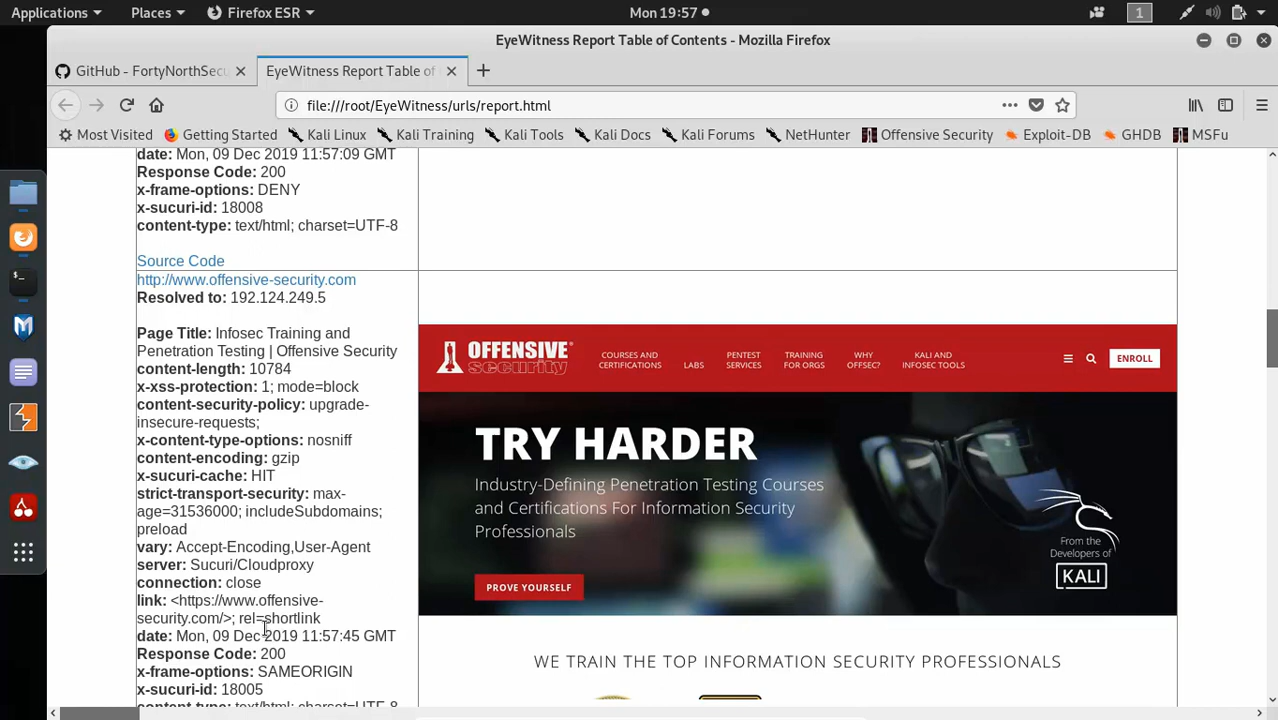 Applications Places Firefox ESR Mon 19:57 1
EyeWitness Report Table of Contents - Mozilla Firefox
GitHub - FortyNorthSecu EyeWitness Report Table of
file:///root/EyeWitness/urls/report.html
Most Visited Getting Started Kali Linux Kali Training Kali Tools Kali Docs Kali Forums NetHunter Offensive Security Exploit-DB GHDB MSFu
date: Mon, 09 Dec 2019 11:57:09 GMT
Response Code: 200
x-frame-options: DENY
x-sucuri-id: 18008
content-type: text/html; charset=UTF-8
Source Code
http://www.offensive-security.com
Resolved to: 192.124.249.5
Page Title: Infosec Training and
Penetration Testing | Offensive Security
content-length: 10784
x-xss-protection: 1; mode=block
content-security-policy: upgrade-
insecure-requests;
x-content-type-options: nosniff
content-encoding: gzip
x-sucuri-cache: HIT
strict-transport-security: max-
age=31536000; includeSubdomains;
preload
vary: Accept-Encoding,User-Agent
server: Sucuri/Cloudproxy
connection: close
link: <https://www.offensive-
security.com/>; rel=shortlink
date: Mon, 09 Dec 2019 11:57:45 GMT
Response Code: 200
x-frame-options: SAMEORIGIN
x-sucuri-id: 18005
content-type: text/html; charset=UTF-8
OFFENSIVE
security
COURSES AND
CERTIFICATIONS
LABS
PENTEST
SERVICES
TRAINING
FOR ORGS
WHY
OFFSEC?
KALI AND
INFOSEC TOOLS
ENROLL
TRY HARDER
Industry-Defining Penetration Testing Courses
and Certifications For Information Security
Professionals
PROVE YOURSELF
From the
Developers of
KALI
WE TRAIN THE TOP INFORMATION SECURITY PROFESSIONALS